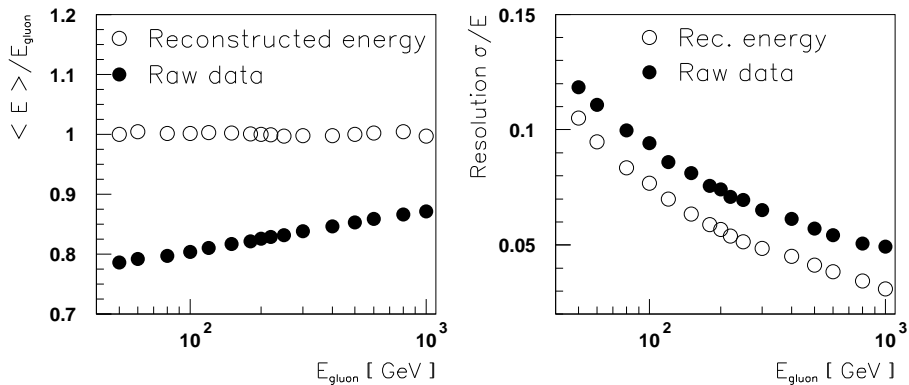 < E > / E_gluon
1.2
1.1
1
0.9
0.8
0.7
Reconstructed energy
Raw data
10^2
10^3
E_gluon [ GeV]
Resolution σ/E
0.15
0.1
0.05
Rec. energy
Raw data
10^2
10^3
E_gluon [ GeV]